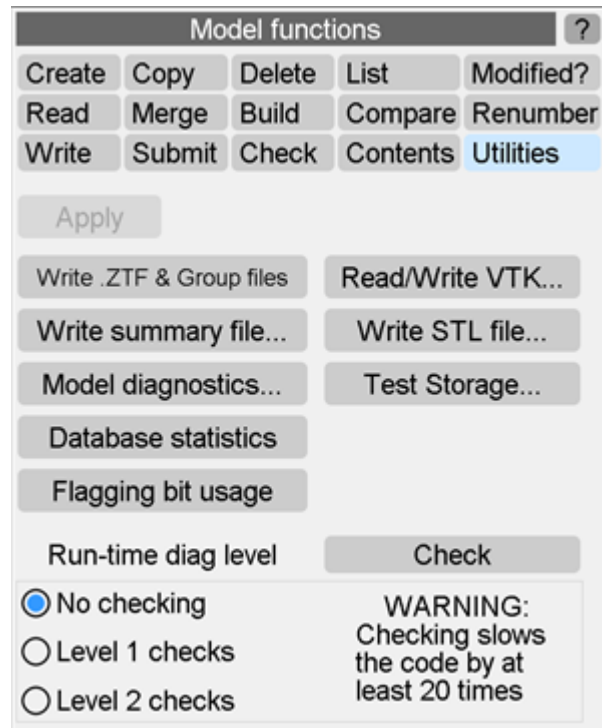 Model functions ?
Create Copy Delete List Modified?
Read Merge Build Compare Renumber
Write Submit Check Contents Utilities
Apply
Write .ZTF & Group files Read/Write VTK...
Write summary file... Write STL file...
Model diagnostics... Test Storage...
Database statistics
Flagging bit usage
Run-time diag level Check
No checking
Level 1 checks
Level 2 checks
WARNING:
Checking slows
the code by at
least 20 times